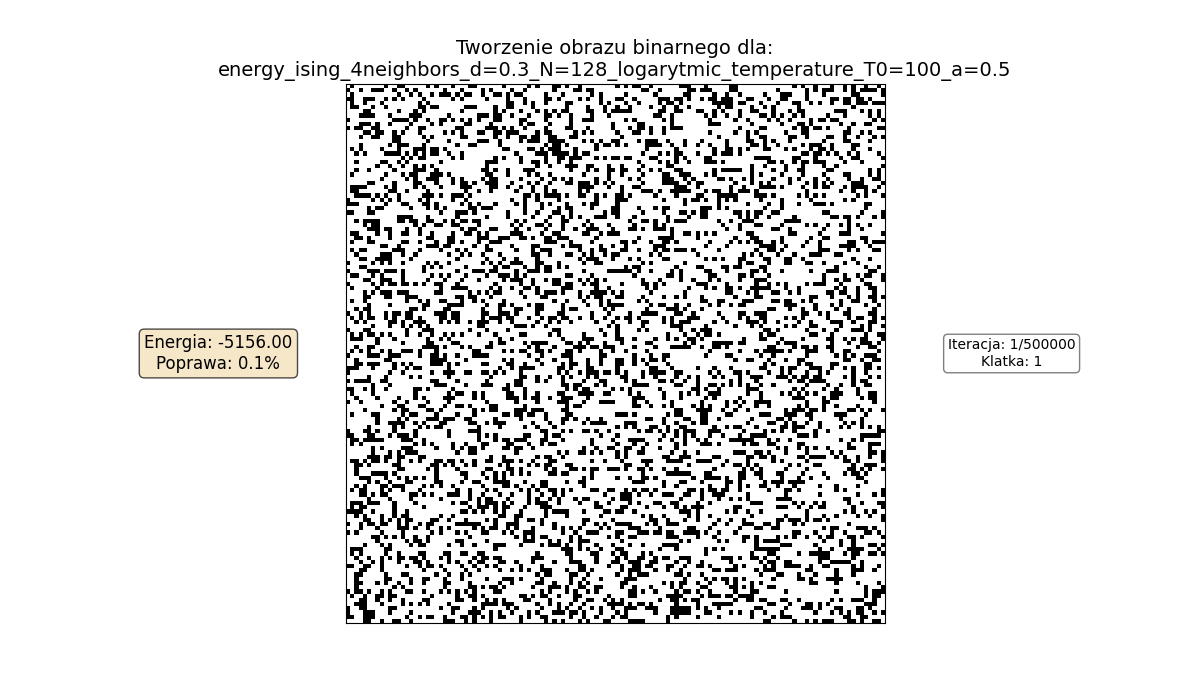 Tworzenie obrazu binarnego dla:
energy_ising_4neighbors_d=0.3_N=128_logarytmic_temperature_T0=100_a=0.5
Energia: -5156.00
Poprawa: 0.1%
Iteracja: 1/500000
Klatka: 1